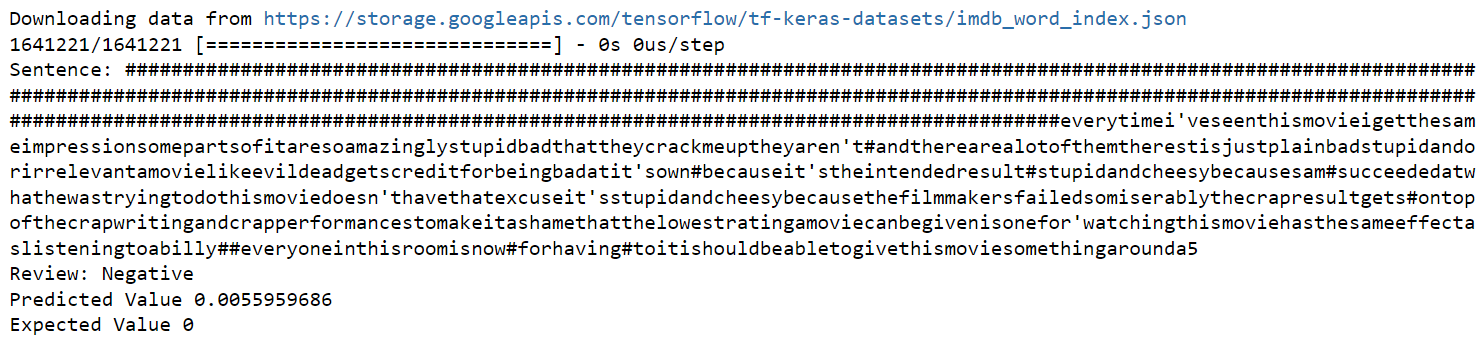 Downloading data from https://storage.googleapis.com/tensorflow/tf-keras-datasets/imdb_word_index.json
1641221/1641221 [==============================] - 0s 0us/step
Sentence: #####################################################################################################################
###############################################################################################################################
###########################################################################################everytimei'veseenthismovieigetthesam
eimpressionsomepartsofitaresoamazinglystupidbadthattheycrackmeuptheyaren't#andtherearealotofthemtherestisjustplainbadstupidando
rirrelevantamovielikeevildeadgetscreditforbeingbadatit'sown#becauseit'stheintendedresult#stupidandcheesybecausesam#succeededatw
hathewastryingtodothismoviedoesn'thavethatexcuseit'sstupidandcheesybecausethefilmmakersfailedsomiserablythecrapresultgets#ontop
ofthecrapwritingandcrapperformancestomakeitashamethatthelowestratingamoviecanbegivenisonefor'watchingthismoviehasthesameeffecta
slisteningtoabilly##everyoneinthisroomisnow#forhaving#toitishouldbeabletogivethismoviesomethingarounda5
Review: Negative
Predicted Value 0.0055959686
Expected Value 0